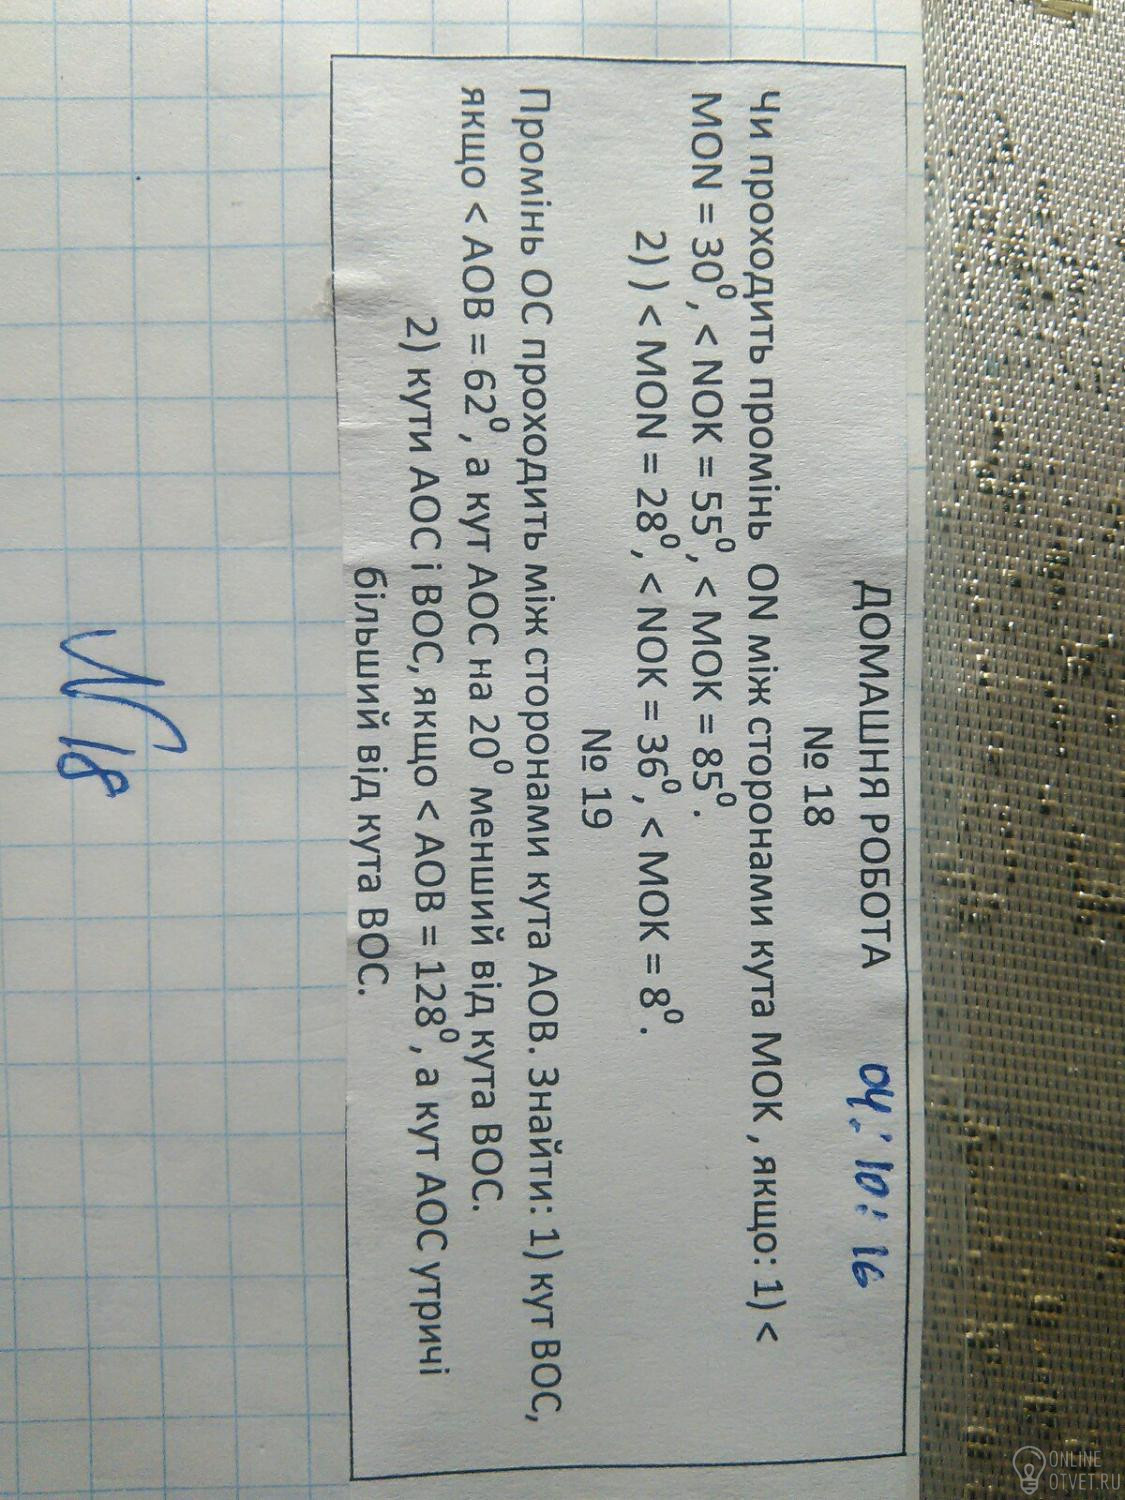 ДОМАШНЯ РОБОТА 04. 10. 16
№ 18
Чи проходить промінь ON між сторонами кута МОК , якщо: 1) <
MON = 30⁰, < NOK = 55⁰, < MOK = 85⁰.
2) ) < MON = 28⁰, < NOK = 36⁰, < MOK = 8⁰.
№ 19
Промінь ОС проходить між сторонами кута АОВ. Знайти: 1) кут ВОС,
якщо < АОВ = 62⁰, а кут АОС на 20⁰ менший від кута ВОС.
2) кути АОС і ВОС, якщо < АОВ = 128⁰, а кут АОС утричі
більший від кута ВОС.
№ 18
ONLINE
OTVET.RU